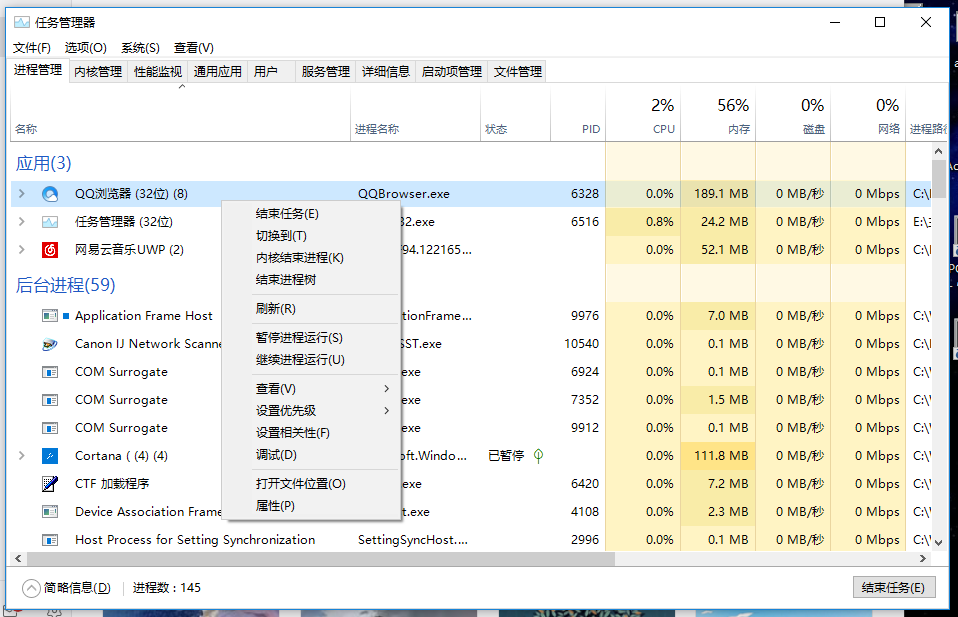 任务管理器
文件(F) 选项(O) 系统(S) 查看(V)
进程管理 内核管理 性能监视 通用应用 用户 服务管理 详细信息 启动项管理 文件管理
2% 56% 0% 0%
名称 进程名称 状态 PID CPU 内存 磁盘 网络 进程路径
应用(3)
QQ浏览器 (32位) (8) QQBrowser.exe 6328 0.0% 189.1 MB 0 MB/秒 0 Mbps C:\
任务管理器 (32位) 32.exe 6516 0.8% 24.2 MB 0 MB/秒 0 Mbps E:\
网易云音乐UWP (2) /94.122165... 0.0% 52.1 MB 0 MB/秒 0 Mbps C:\
后台进程(59)
Application Frame Host tionFrame... 9976 0.0% 7.0 MB 0 MB/秒 0 Mbps C:\
Canon IJ Network Scanne SST.exe 10540 0.0% 0.1 MB 0 MB/秒 0 Mbps C:\
COM Surrogate exe 6924 0.0% 0.1 MB 0 MB/秒 0 Mbps C:\
COM Surrogate exe 7352 0.0% 1.5 MB 0 MB/秒 0 Mbps C:\
COM Surrogate exe 9912 0.0% 0.1 MB 0 MB/秒 0 Mbps C:\
Cortana ( (4) (4) oft.Windo... 已暂停 0.0% 111.8 MB 0 MB/秒 0 Mbps C:\
CTF 加载程序 exe 6420 0.0% 7.2 MB 0 MB/秒 0 Mbps C:\
Device Association Frame t.exe 4108 0.0% 2.3 MB 0 MB/秒 0 Mbps C:\
Host Process for Setting Synchronization SettingSyncHost.... 2996 0.0% 0.1 MB 0 MB/秒 0 Mbps C:\
结束任务(E)
切换到(T)
内核结束进程(K)
结束进程树
刷新(R)
暂停进程运行(S)
继续进程运行(U)
查看(V)
设置优先级
设置相关性(F)
调试(D)
打开文件位置(O)
属性(P)
简略信息(D) 进程数 : 145 结束任务(E)